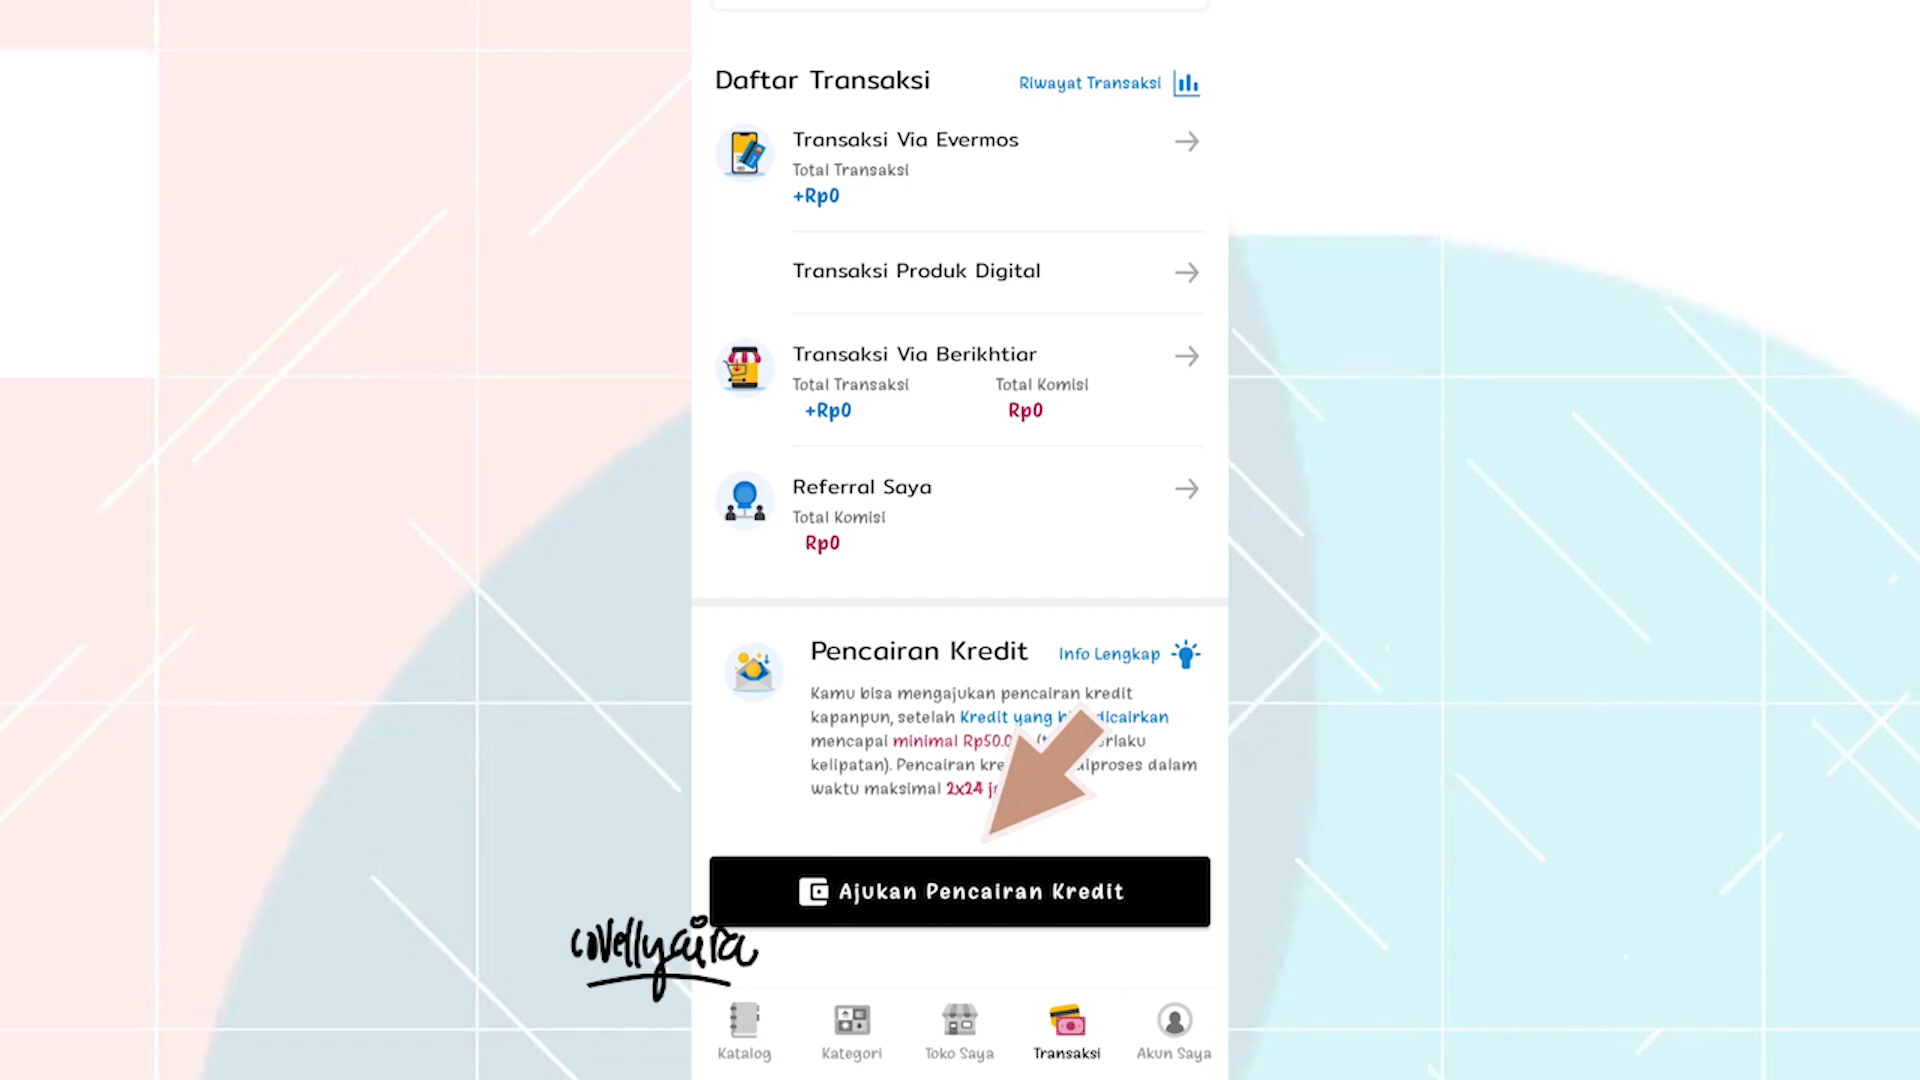 Daftar Transaksi
Riwayat Transaksi
Transaksi Via Evermos
Total Transaksi
+Rp0
Transaksi Produk Digital
Transaksi Via Berikhtiar
Total Transaksi Total Komisi
+Rp0 Rp0
Referral Saya
Total Komisi
Rp0
Pencairan Kredit
Info Lengkap
Kamu bisa mengajukan pencairan kredit
kapanpun, setelah Kredit yang dicairkan
mencapai minimal
kelipatan). Pencairan diproses dalam
waktu maksimal 2x24
Ajukan Pencairan Kredit
covellyaira
Katalog Kategori Toko Saya Transaksi Akun Saya